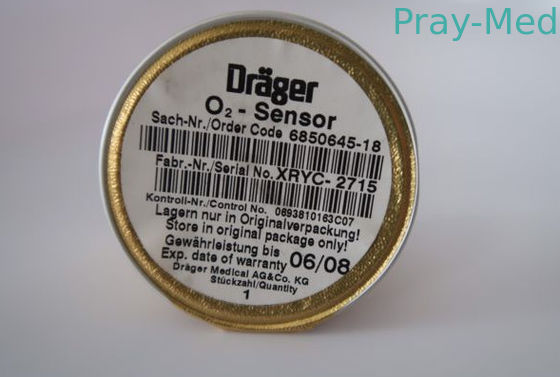 Pray-Med
Dräger
O₂ - Sensor
Sach-Nr./Order Code 6850645-18
Fabr.-Nr./Serial No. XRYC- 2715
Kontroll-Nr./Control No. 0693810163C07
Lagern nur in Originalverpackung!
Store in original package only!
Gewährleistung bis
Exp. date of warranty 06/08
Dräger Medical AG&Co. KG
Stückzahl/Quantity
1